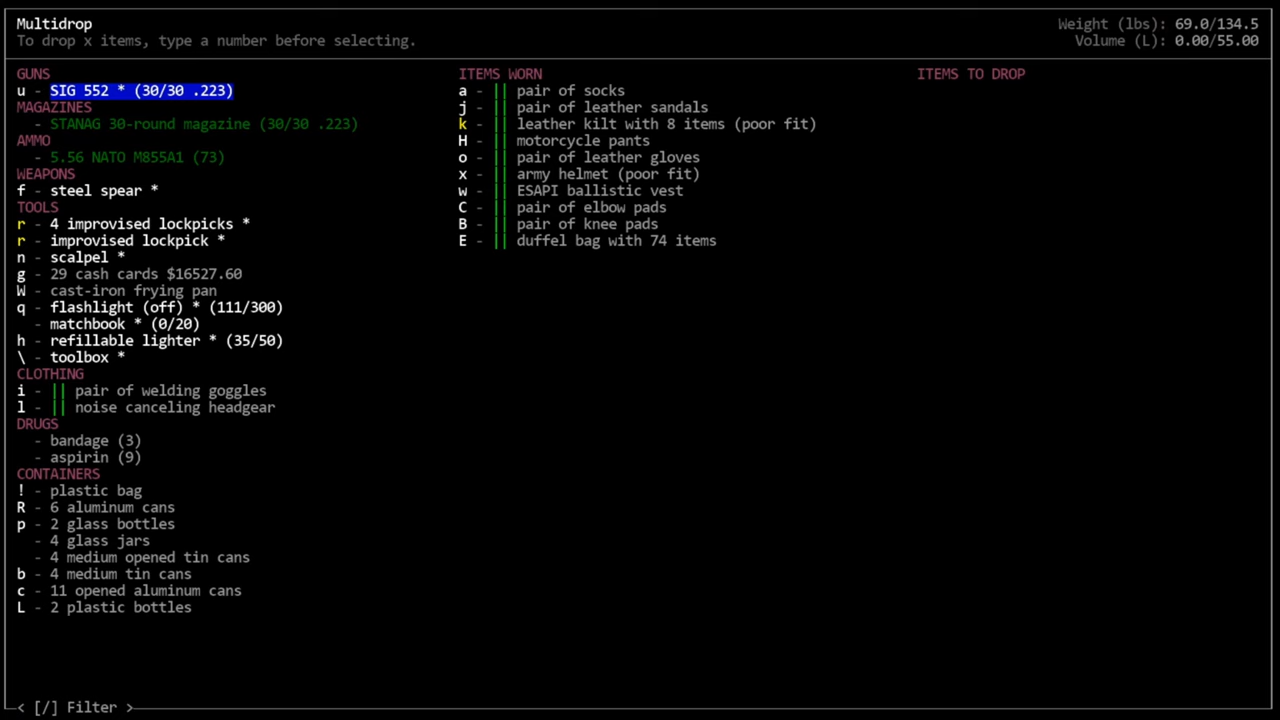 Multidrop
Weight (lbs): 69.0/134.5
To drop x items, type a number before selecting.
Volume (L): 0.00/55.00
GUNS
u - SIG 552 * (30/30 .223)
MAGAZINES
- STANAG 30-round magazine (30/30 .223)
AMMO
- 5.56 NATO M855A1 (73)
WEAPONS
f - steel spear *
TOOLS
r - 4 improvised lockpicks *
r - improvised lockpick *
n - scalpel *
g - 29 cash cards $16527.60
W - cast-iron frying pan
q - flashlight (off) * (111/300)
- matchbook * (0/20)
h - refillable lighter * (35/50)
\ - toolbox *
CLOTHING
i - || pair of welding goggles
l - || noise canceling headgear
DRUGS
- bandage (3)
- aspirin (9)
CONTAINERS
! - plastic bag
R - 6 aluminum cans
p - 2 glass bottles
- 4 glass jars
- 4 medium opened tin cans
b - 4 medium tin cans
c - 11 opened aluminum cans
L - 2 plastic bottles
ITEMS WORN
a - || pair of socks
j - || pair of leather sandals
k - || leather kilt with 8 items (poor fit)
H - || motorcycle pants
o - || pair of leather gloves
x - || army helmet (poor fit)
w - || ESAPI ballistic vest
C - || pair of elbow pads
B - || pair of knee pads
E - || duffel bag with 74 items
ITEMS TO DROP
< [/] Filter >